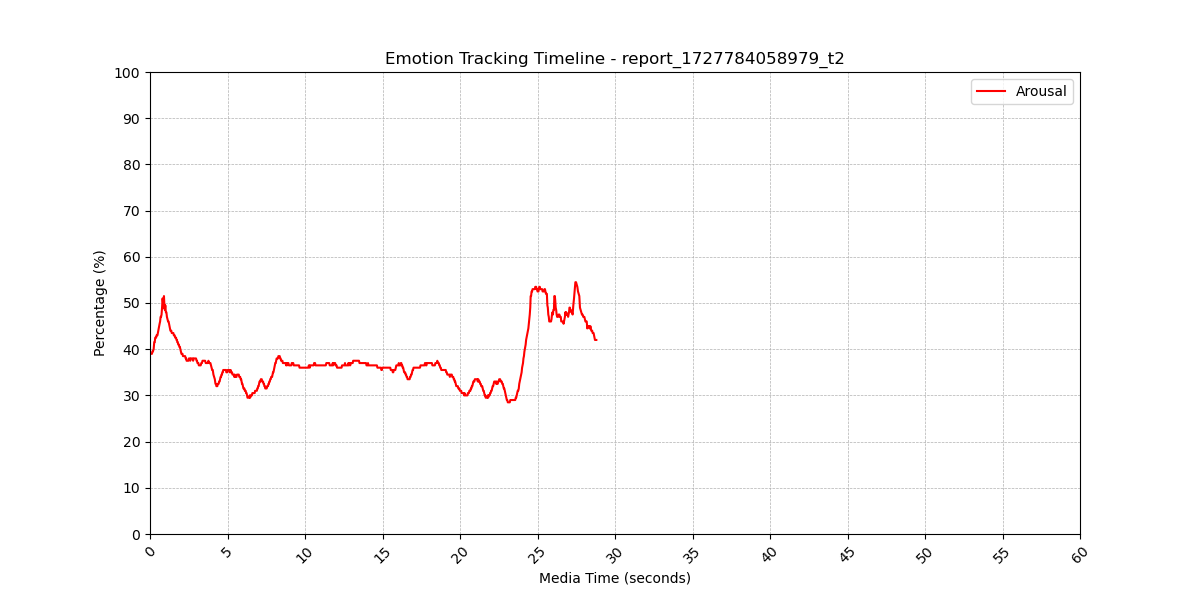 Emotion Tracking Timeline - report_1727784058979_t2
Arousal
Percentage (%)
100
90
80
70
60
50
40
30
20
10
0
0 5 10 15 20 25 30 35 40 45 50 55 60
Media Time (seconds)